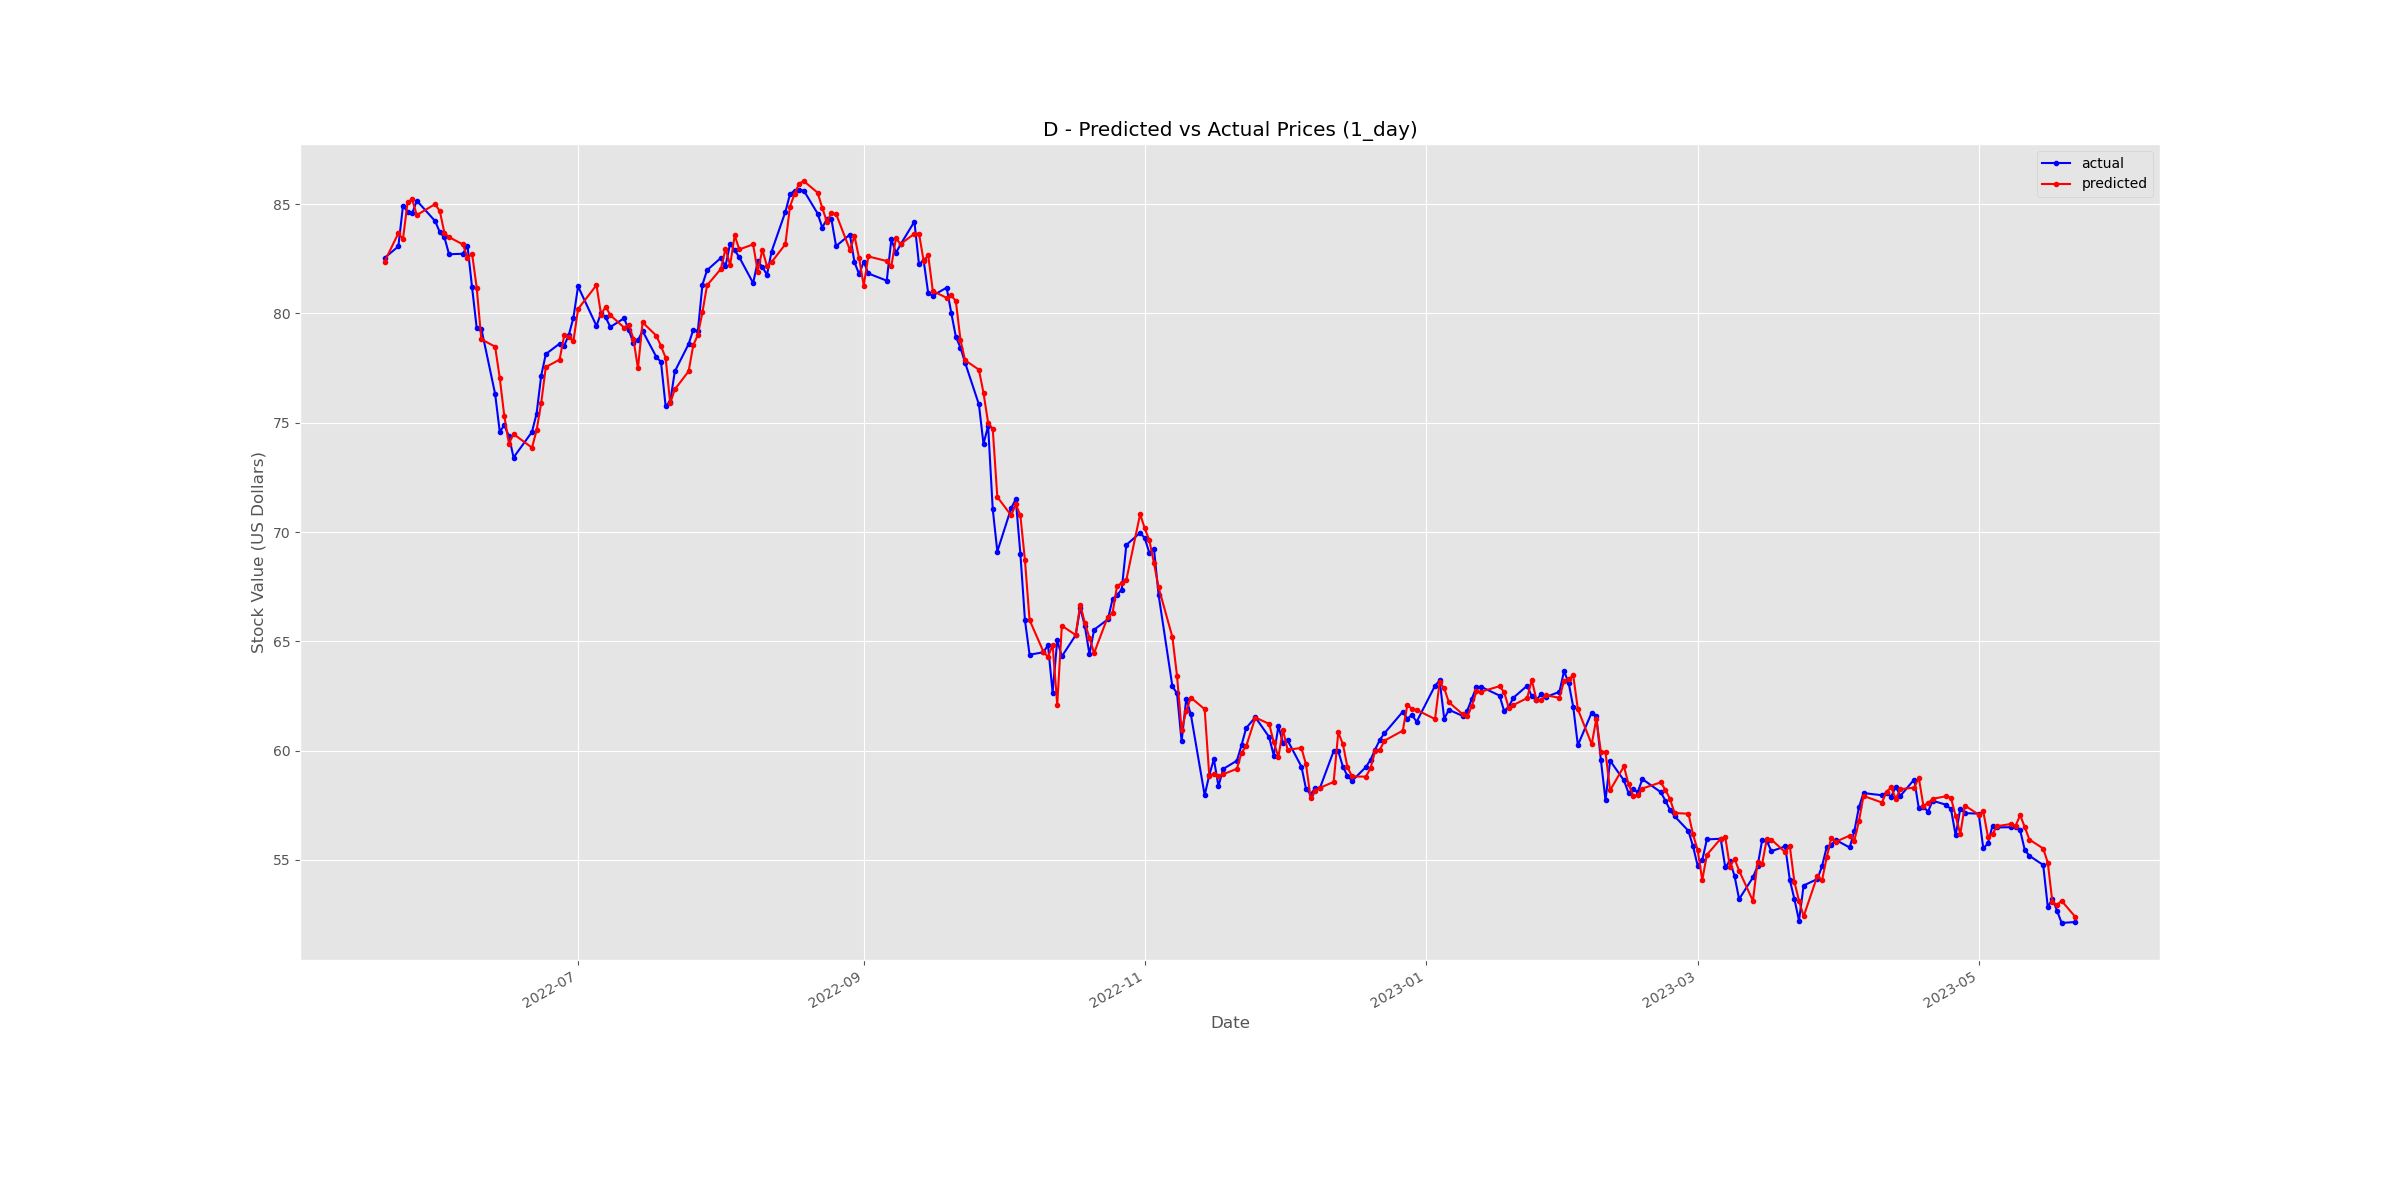 D - Predicted vs Actual Prices (1_day)
actual
predicted
85
80
75
70
65
60
55
Stock Value (US Dollars)
2022-07
2022-09
2022-11
2023-01
2023-03
2023-05
Date